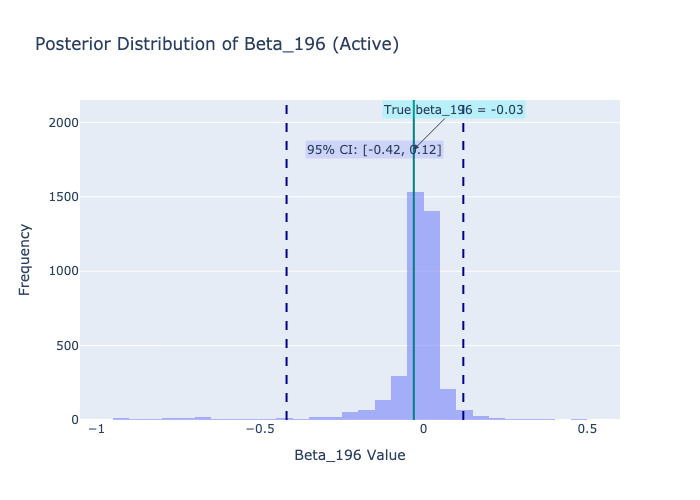 Posterior Distribution of Beta_196 (Active)
True beta_196 = -0.03
95% CI: [-0.42, 0.12]
2000
1500
1000
500
0
Frequency
−1
−0.5
0
0.5
Beta_196 Value